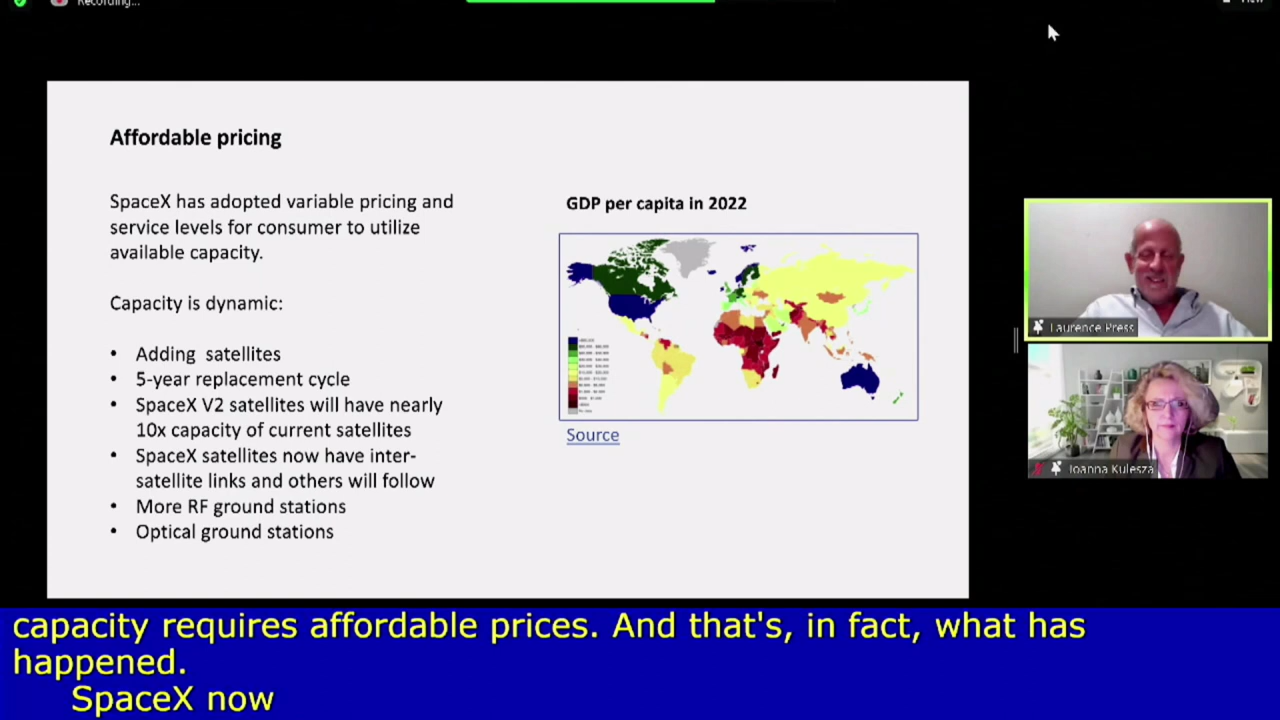 Recording...
View
Affordable pricing
SpaceX has adopted variable pricing and
service levels for consumer to utilize
available capacity.
Capacity is dynamic:
• Adding satellites
• 5-year replacement cycle
• SpaceX V2 satellites will have nearly
10x capacity of current satellites
• SpaceX satellites now have inter-
satellite links and others will follow
• More RF ground stations
• Optical ground stations
GDP per capita in 2022
Source
Laurence Press
Joanna Kulesza
capacity requires affordable prices. And that's, in fact, what has
happened.
SpaceX now